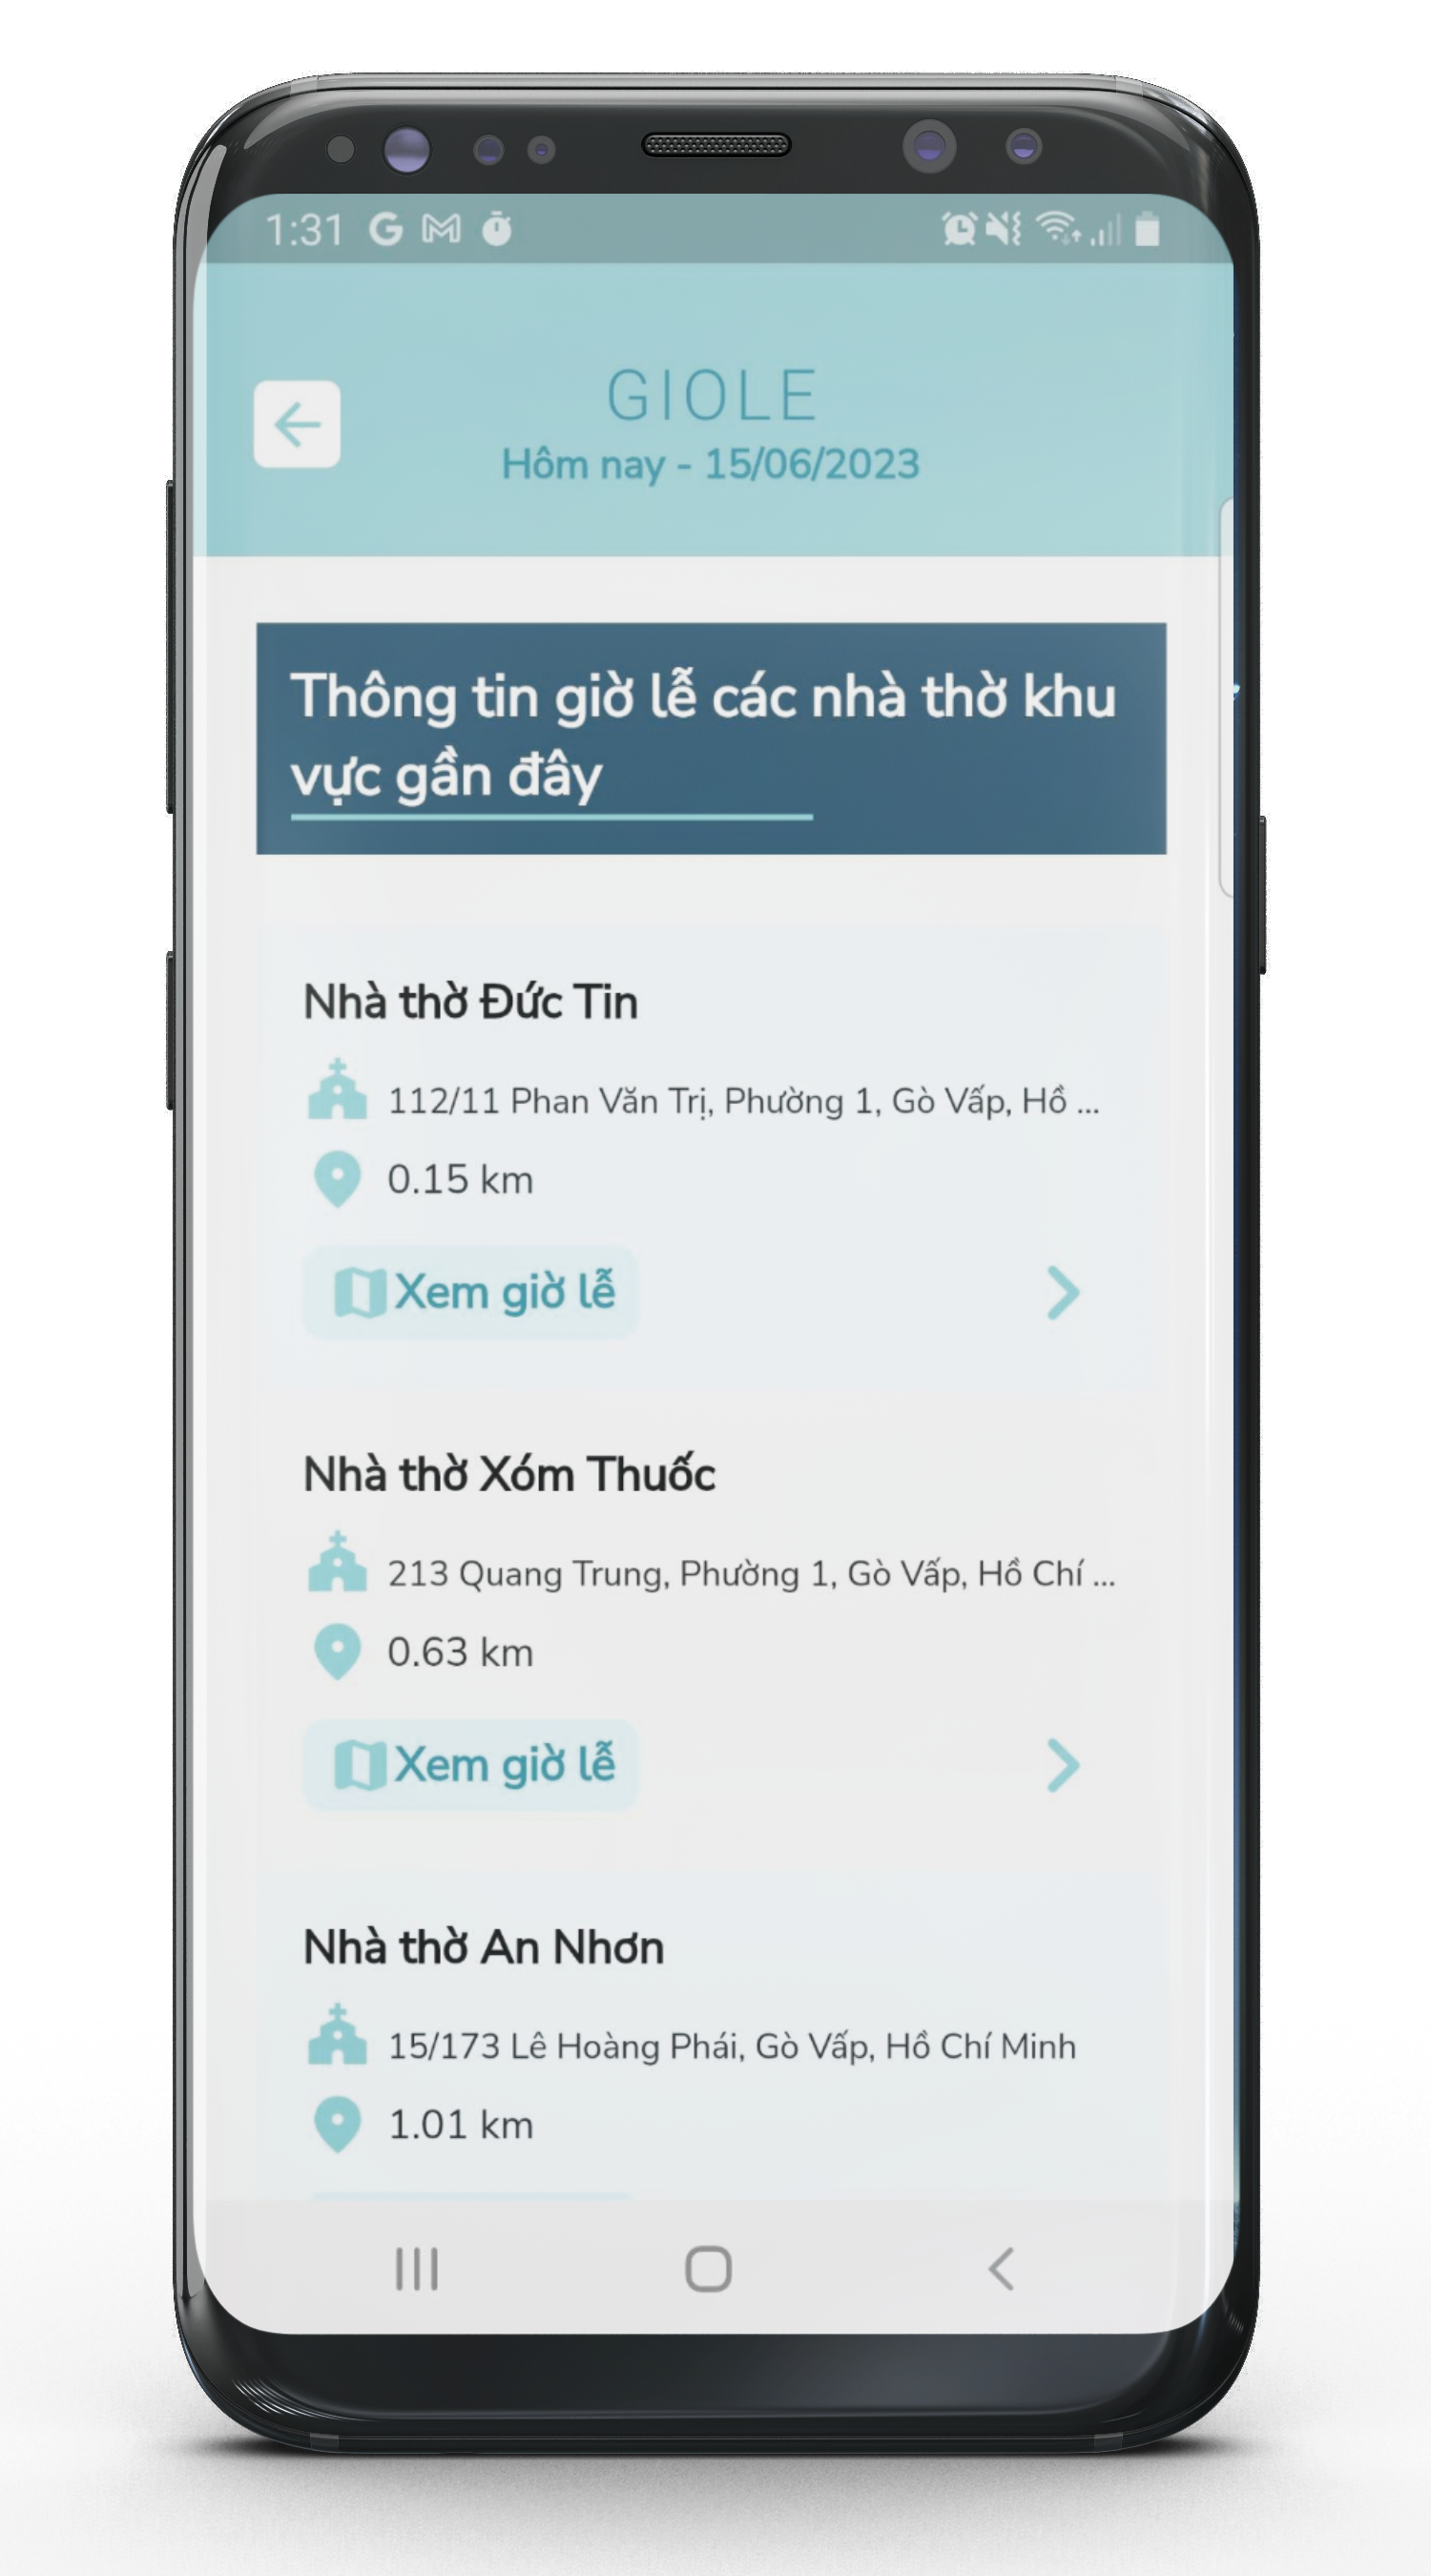 1:31
GIOLE
Hôm nay - 15/06/2023
Thông tin giờ lễ các nhà thờ khu
vực gần đây
Nhà thờ Đức Tin
112/11 Phan Văn Trị, Phường 1, Gò Vấp, Hồ ...
0.15 km
Xem giờ lễ
Nhà thờ Xóm Thuốc
213 Quang Trung, Phường 1, Gò Vấp, Hồ Chí ...
0.63 km
Xem giờ lễ
Nhà thờ An Nhơn
15/173 Lê Hoàng Phái, Gò Vấp, Hồ Chí Minh
1.01 km